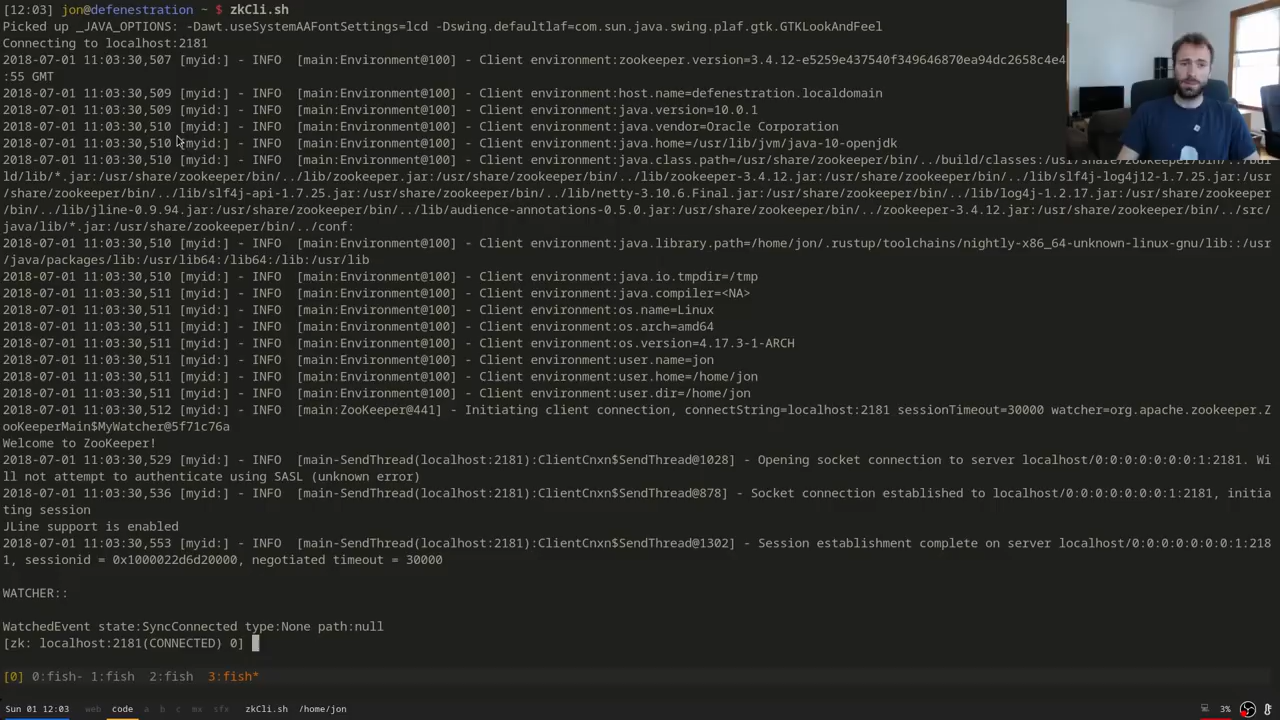 [12:03] jon@defenestration ~ $ zkCli.sh
Picked up _JAVA_OPTIONS: -Dawt.useSystemAAFontSettings=lcd -Dswing.defaultlaf=com.sun.java.swing.plaf.gtk.GTKLookAndFeel
Connecting to localhost:2181
2018-07-01 11:03:30,507 [myid:] - INFO  [main:Environment@100] - Client environment:zookeeper.version=3.4.12-e5259e437540f349646870ea94dc2658c4e4
:55 GMT
2018-07-01 11:03:30,509 [myid:] - INFO  [main:Environment@100] - Client environment:host.name=defenestration.localdomain
2018-07-01 11:03:30,509 [myid:] - INFO  [main:Environment@100] - Client environment:java.version=10.0.1
2018-07-01 11:03:30,510 [myid:] - INFO  [main:Environment@100] - Client environment:java.vendor=Oracle Corporation
2018-07-01 11:03:30,510 [myid:] - INFO  [main:Environment@100] - Client environment:java.home=/usr/lib/jvm/java-10-openjdk
2018-07-01 11:03:30,510 [myid:] - INFO  [main:Environment@100] - Client environment:java.class.path=/usr/share/zookeeper/bin/../build/classes:/usr/share/zookeeper/bin/../bui
ld/lib/*.jar:/usr/share/zookeeper/bin/../lib/zookeeper.jar:/usr/share/zookeeper/bin/../lib/zookeeper-3.4.12.jar:/usr/share/zookeeper/bin/../lib/slf4j-log4j12-1.7.25.jar:/usr
/share/zookeeper/bin/../lib/slf4j-api-1.7.25.jar:/usr/share/zookeeper/bin/../lib/netty-3.10.6.Final.jar:/usr/share/zookeeper/bin/../lib/log4j-1.2.17.jar:/usr/share/zookeeper
/bin/../lib/jline-0.9.94.jar:/usr/share/zookeeper/bin/../lib/audience-annotations-0.5.0.jar:/usr/share/zookeeper/bin/../zookeeper-3.4.12.jar:/usr/share/zookeeper/bin/../src/
java/lib/*.jar:/usr/share/zookeeper/bin/../conf:
2018-07-01 11:03:30,510 [myid:] - INFO  [main:Environment@100] - Client environment:java.library.path=/home/jon/.rustup/toolchains/nightly-x86_64-unknown-linux-gnu/lib::/usr
/java/packages/lib:/usr/lib64:/lib64:/lib:/usr/lib
2018-07-01 11:03:30,510 [myid:] - INFO  [main:Environment@100] - Client environment:java.io.tmpdir=/tmp
2018-07-01 11:03:30,511 [myid:] - INFO  [main:Environment@100] - Client environment:java.compiler=<NA>
2018-07-01 11:03:30,511 [myid:] - INFO  [main:Environment@100] - Client environment:os.name=Linux
2018-07-01 11:03:30,511 [myid:] - INFO  [main:Environment@100] - Client environment:os.arch=amd64
2018-07-01 11:03:30,511 [myid:] - INFO  [main:Environment@100] - Client environment:os.version=4.17.3-1-ARCH
2018-07-01 11:03:30,511 [myid:] - INFO  [main:Environment@100] - Client environment:user.name=jon
2018-07-01 11:03:30,511 [myid:] - INFO  [main:Environment@100] - Client environment:user.home=/home/jon
2018-07-01 11:03:30,511 [myid:] - INFO  [main:Environment@100] - Client environment:user.dir=/home/jon
2018-07-01 11:03:30,512 [myid:] - INFO  [main:ZooKeeper@441] - Initiating client connection, connectString=localhost:2181 sessionTimeout=30000 watcher=org.apache.zookeeper.Z
ooKeeperMain$MyWatcher@5f71c76a
Welcome to ZooKeeper!
2018-07-01 11:03:30,529 [myid:] - INFO  [main-SendThread(localhost:2181):ClientCnxn$SendThread@1028] - Opening socket connection to server localhost/0:0:0:0:0:0:0:1:2181. Wi
ll not attempt to authenticate using SASL (unknown error)
2018-07-01 11:03:30,536 [myid:] - INFO  [main-SendThread(localhost:2181):ClientCnxn$SendThread@878] - Socket connection established to localhost/0:0:0:0:0:0:0:1:2181, initia
ting session
JLine support is enabled
2018-07-01 11:03:30,553 [myid:] - INFO  [main-SendThread(localhost:2181):ClientCnxn$SendThread@1302] - Session establishment complete on server localhost/0:0:0:0:0:0:0:1:218
1, sessionid = 0x1000022d6d20000, negotiated timeout = 30000
WATCHER::
WatchedEvent state:SyncConnected type:None path:null
[zk: localhost:2181(CONNECTED) 0]
[0] 0:fish- 1:fish  2:fish  3:fish*
Sun 01 12:03 web code a h c mx sfx zkCli.sh /home/jon 3%